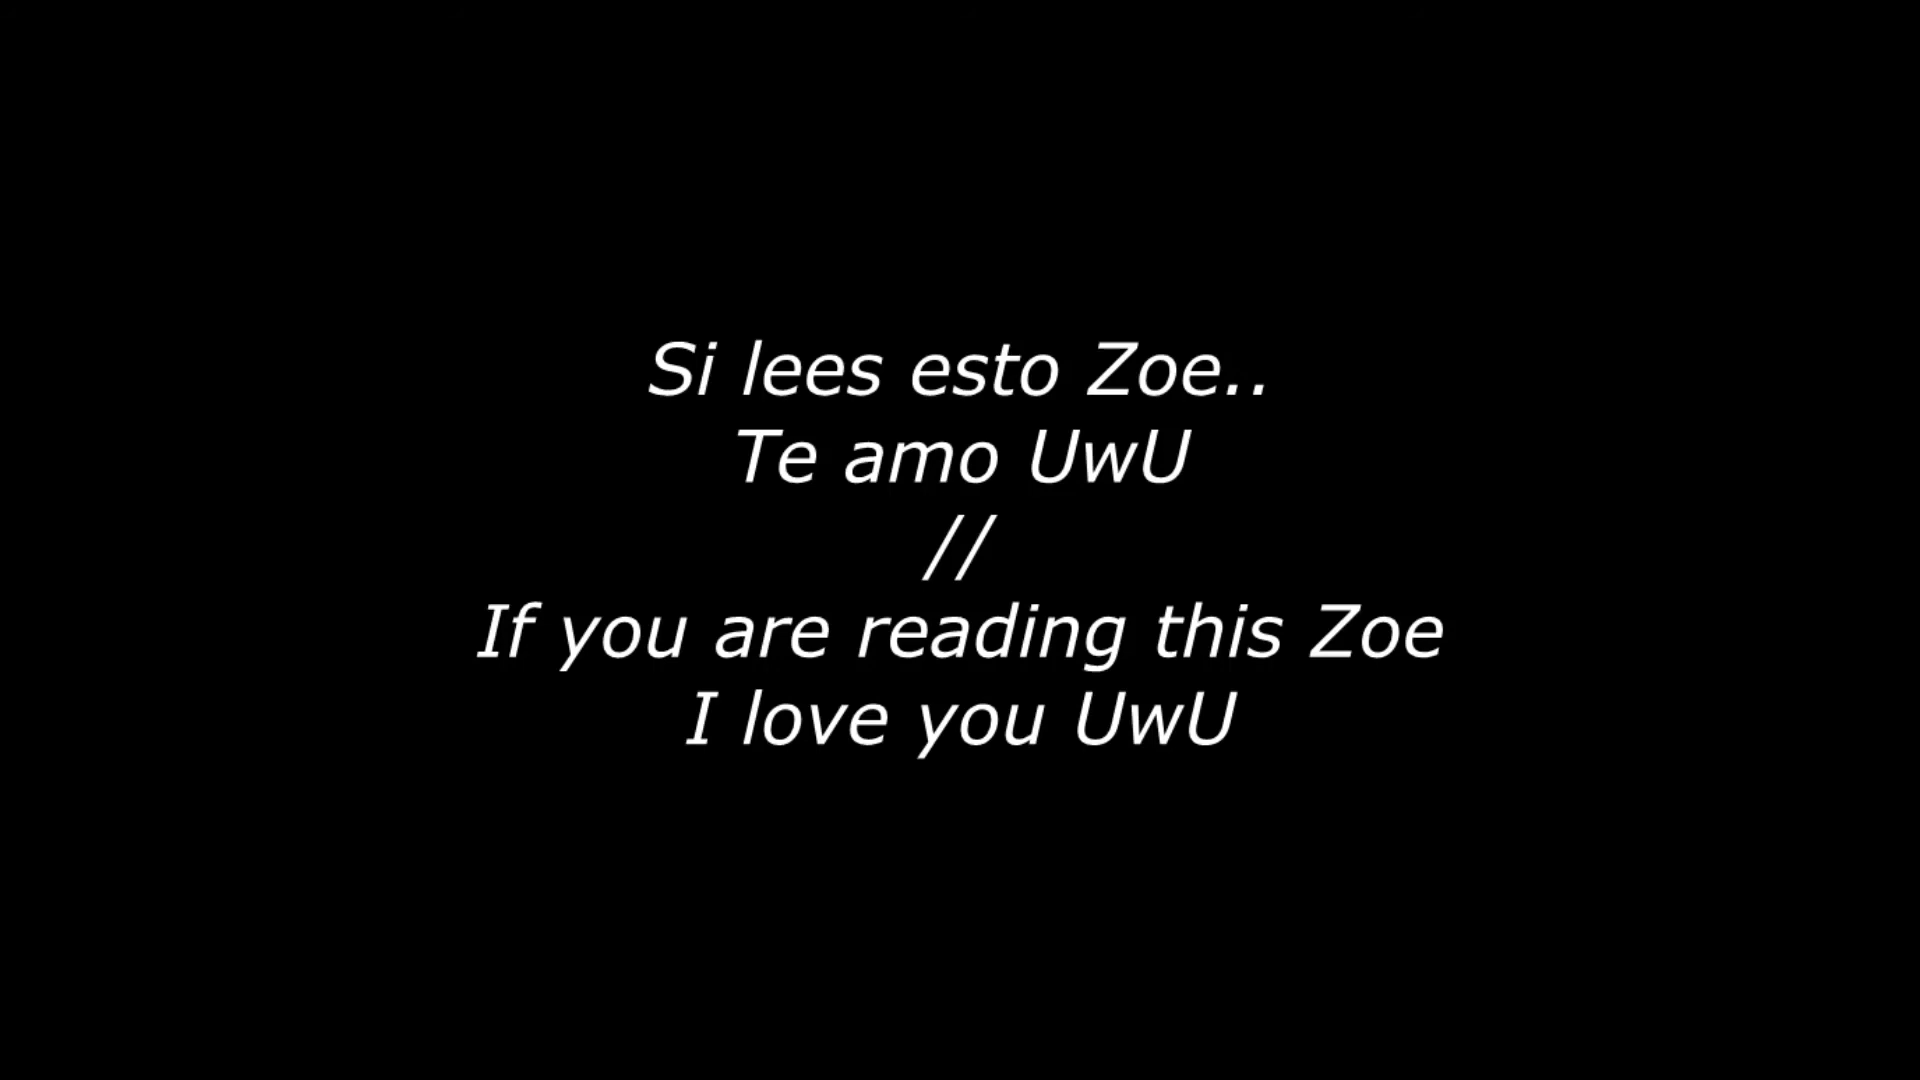 Si lees esto Zoe..
Te amo UwU
//
If you are reading this Zoe
I love you UwU